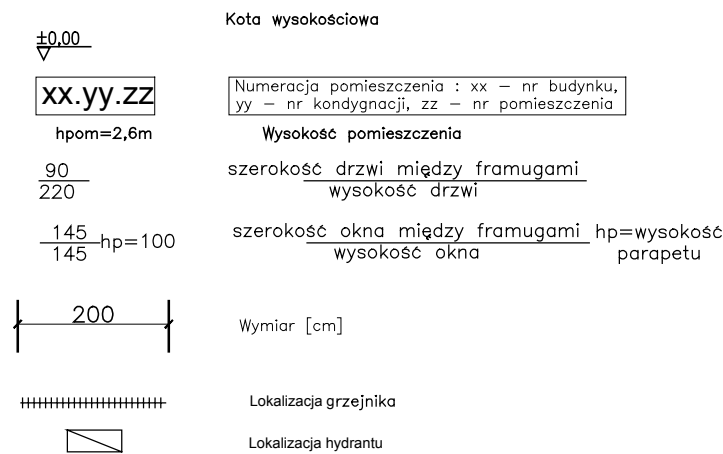 Kota wysokościowa
±0,00
xx.yy.zz
Numeracja pomieszczenia : xx – nr budynku,
yy – nr kondygnacji, zz – nr pomieszczenia
hpom=2,6m
Wysokość pomieszczenia
90
220
szerokość drzwi między framugami
wysokość drzwi
145
145
hp=100
szerokość okna między framugami
wysokość okna
hp=wysokość
parapetu
200
Wymiar [cm]
Lokalizacja grzejnika
Lokalizacja hydrantu